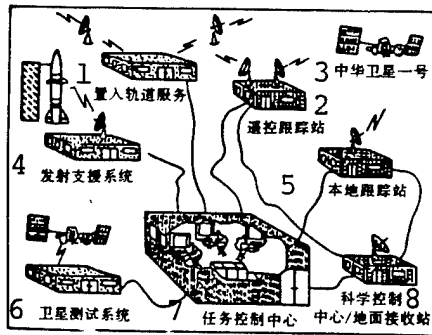 1
置入轨道服务
3
中华卫星一号
2
遥控跟踪站
4
发射支援系统
5
本地跟踪站
6
卫星测试系统
7
任务控制中心
8
科学控制
中心/地面接收站